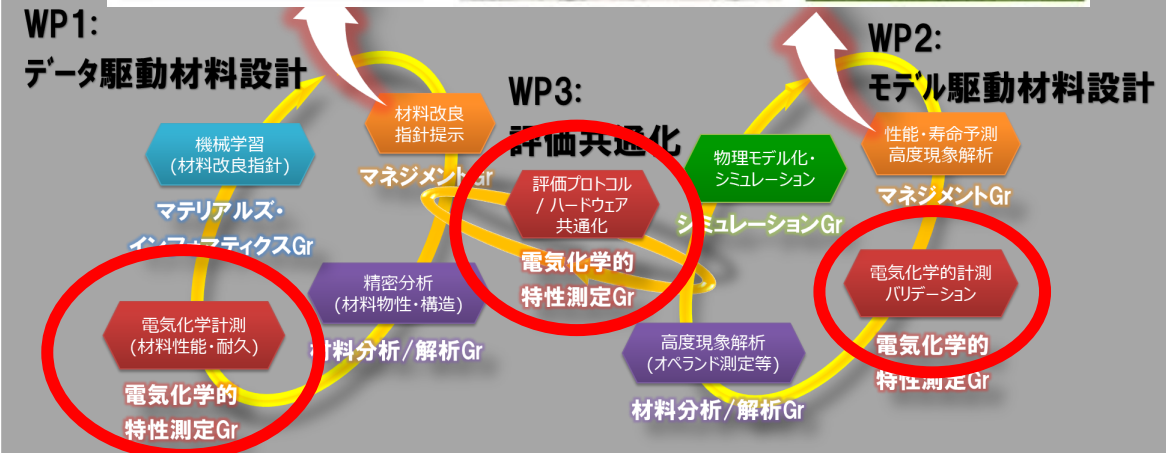 WP1:
データ駆動材料設計
材料改良
指針提示
マネジメントGr
機械学習
(材料改良指針)
マテリアルズ・
インフォマティクスGr
精密分析
(材料物性・構造)
材料分析/解析Gr
電気化学計測
(材料性能・耐久)
電気化学的
特性測定Gr
WP3:
評価共通化
評価プロトコル
/ ハードウェア
共通化
電気化学的
特性測定Gr
WP2:
モデル駆動材料設計
性能・寿命予測
高度現象解析
マネジメントGr
物理モデル化・
シミュレーション
シミュレーションGr
電気化学的計測
バリデーション
電気化学的
特性測定Gr
高度現象解析
(オペランド測定等)
材料分析/解析Gr